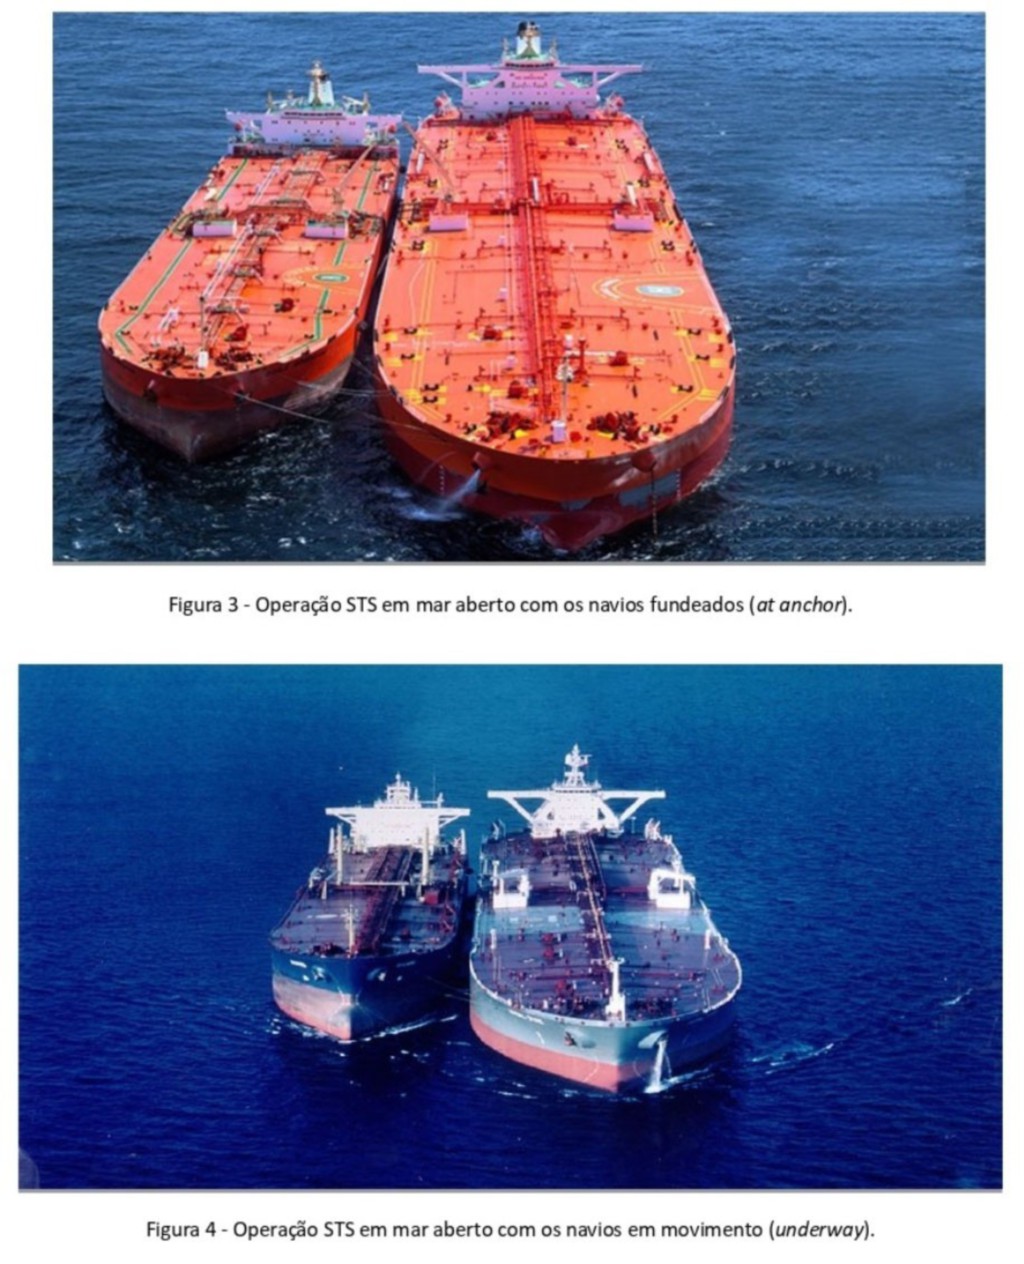 Figura 3 - Operação STS em mar aberto com os navios fundeados (at anchor).
Figura 4 - Operação STS em mar aberto com os navios em movimento (underway).